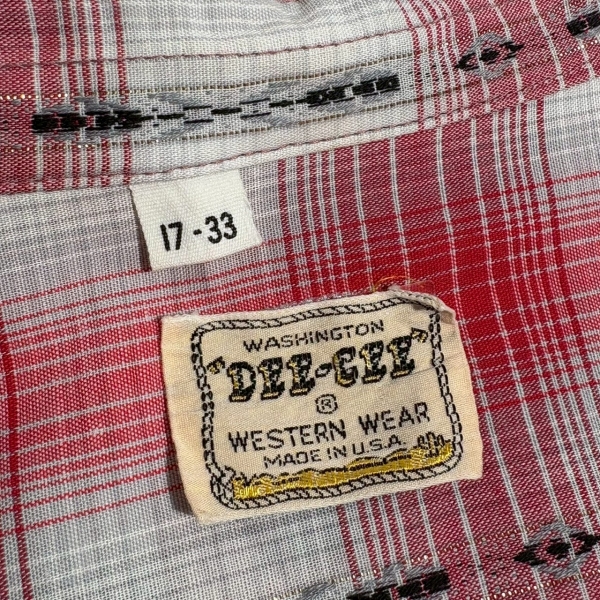 17-33
WASHINGTON
"DEE-CEE"
®
WESTERN WEAR
MADE IN U.S.A.